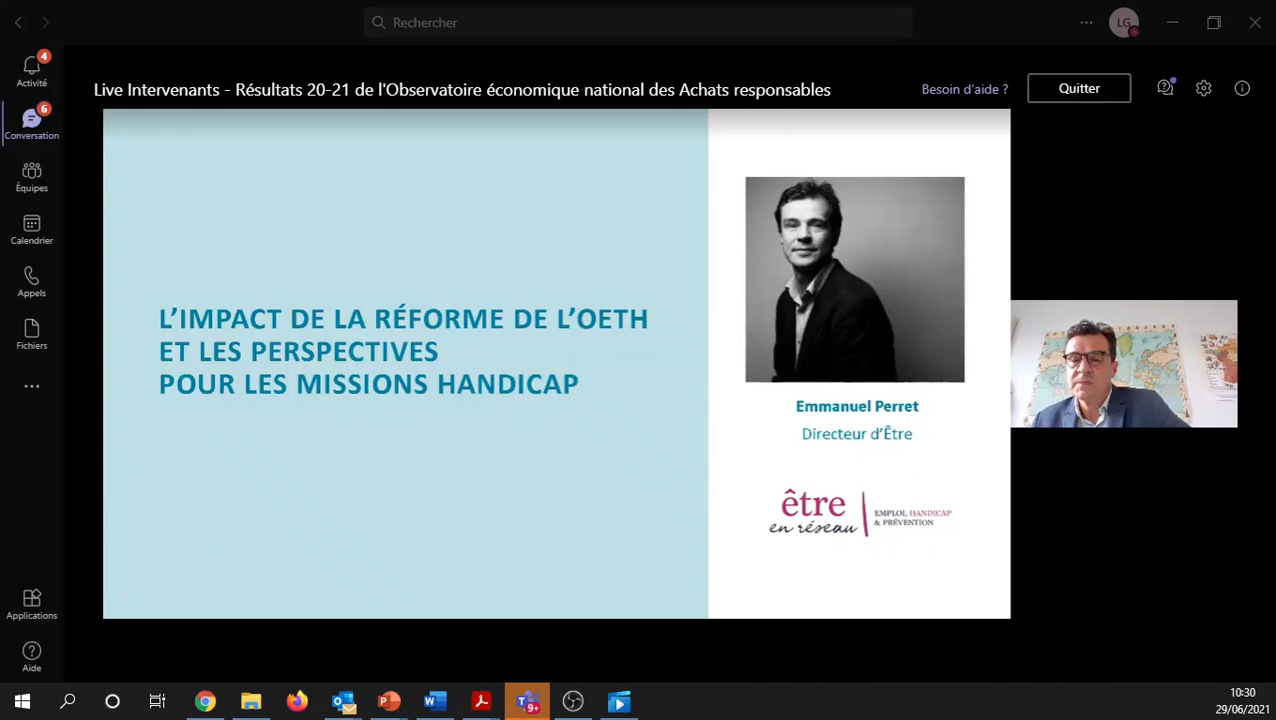 Rechercher
LG
4
Activité
6
Conversation
Équipes
Calendrier
Appels
Fichiers
Applications
Aide
Live Intervenants - Résultats 20-21 de l'Observatoire économique national des Achats responsables
Besoin d'aide ?
Quitter
L'IMPACT DE LA RÉFORME DE L'OETH
ET LES PERSPECTIVES
POUR LES MISSIONS HANDICAP
Emmanuel Perret
Directeur d'Être
être
en réseau
EMPLOI, HANDICAP
& PRÉVENTION
9+
10:30
29/06/2021